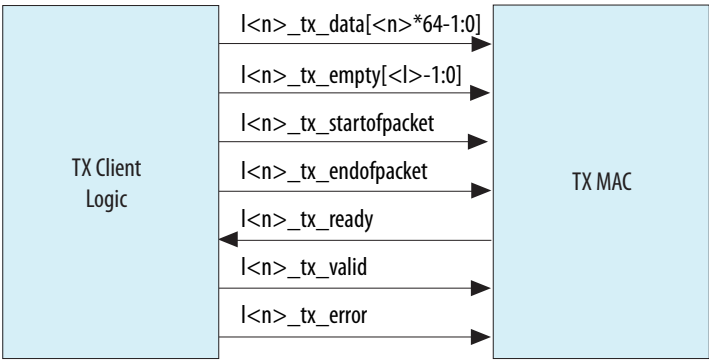 l<n>_tx_data[<n>*64-1:0]
l<n>_tx_empty[<l>-1:0]
l<n>_tx_startofpacket
TX Client
Logic
l<n>_tx_endofpacket
TX MAC
l<n>_tx_ready
l<n>_tx_valid
l<n>_tx_error